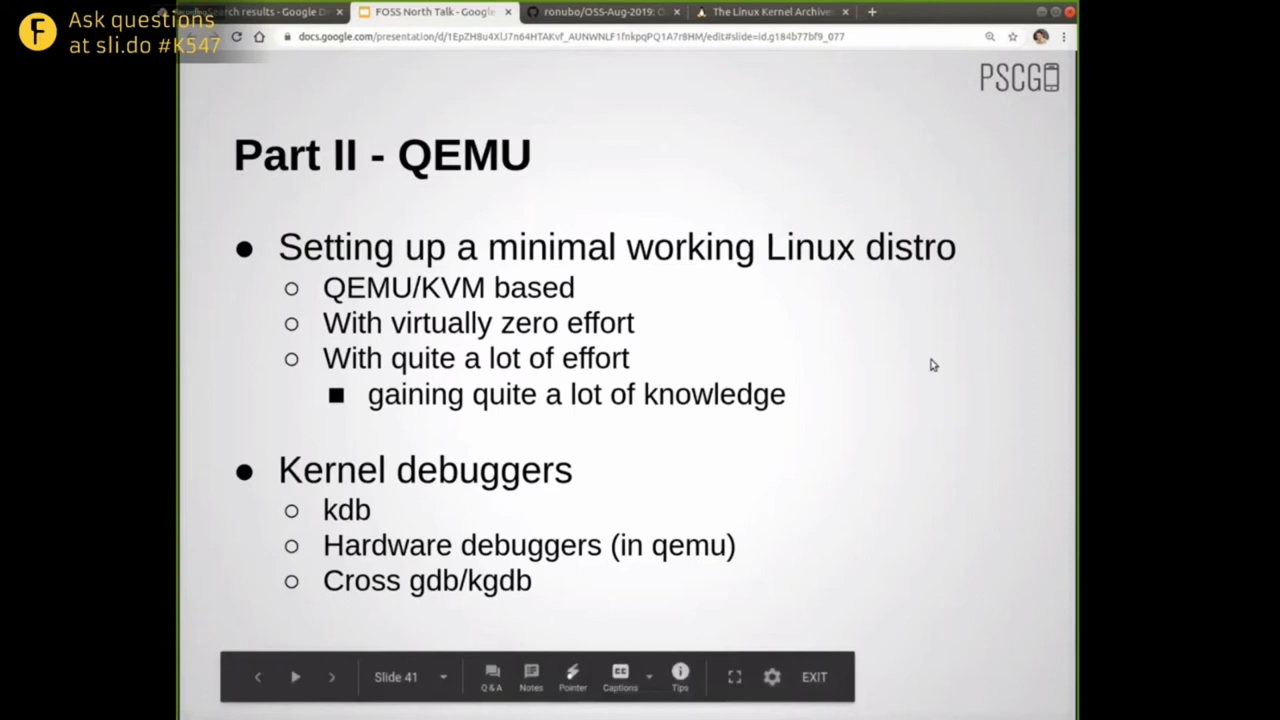 Ask questions
at sli.do #K547
Search results - Google D
FOSS North Talk - Google
ronubo/OSS-Aug-2019: O
The Linux Kernel Archive
docs.google.com/presentation/d/1EpZH8u4XlJ7n64HTAKvf_AUNWNLF1fnkpqPQ1A7r8HM/edit#slide=id.g184b77bf9_077
PSCG
Part II - QEMU
● Setting up a minimal working Linux distro
○ QEMU/KVM based
○ With virtually zero effort
○ With quite a lot of effort
■ gaining quite a lot of knowledge
● Kernel debuggers
○ kdb
○ Hardware debuggers (in qemu)
○ Cross gdb/kgdb
Slide 41
Q & A
Notes
Pointer
Captions
Tips
EXIT